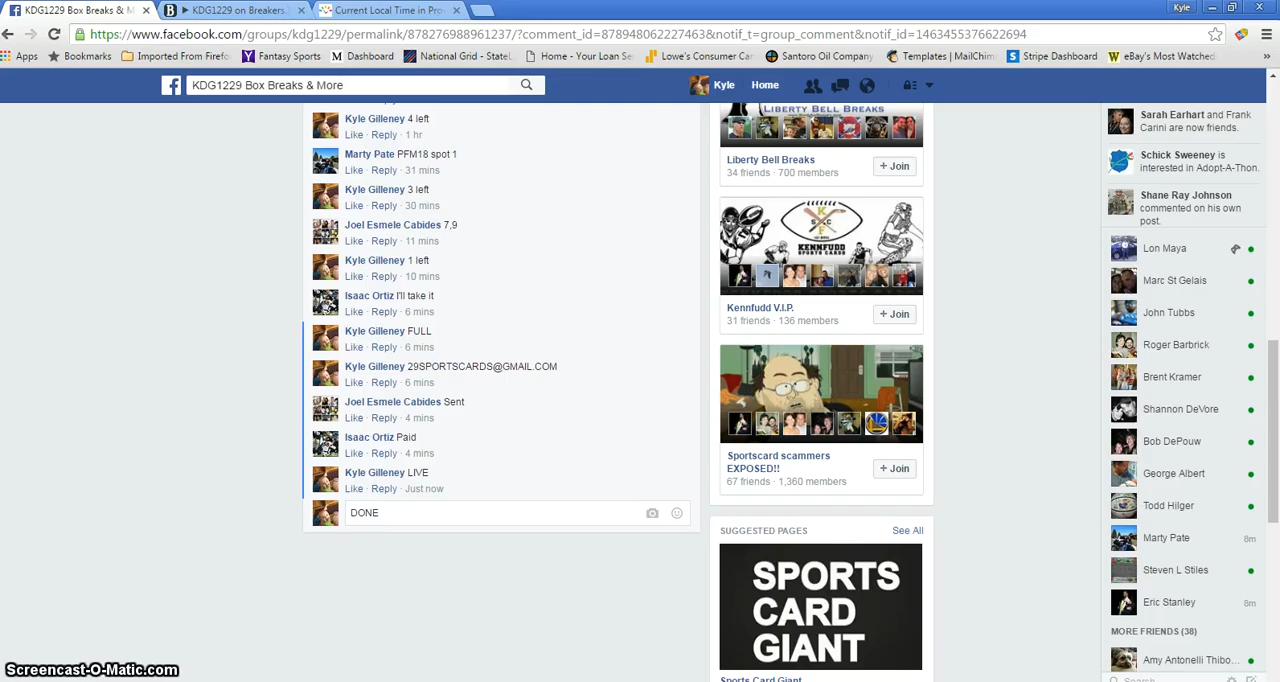 KDG1229 Box Breaks & M
KDG1229 on Breakers.
Current Local Time in Pro
Kyle
https://www.facebook.com/groups/kdg1229/permalink/878276988961237/?comment_id=878948062227463&notif_t=group_comment&notif_id=1463455376622694
Apps
Bookmarks
Imported From Firef
Fantasy Sports
Dashboard
National Grid - StateL
Home - Your Loan Se
Lowe's Consumer Car
Santoro Oil Company
Templates | MailChim
Stripe Dashboard
eBay's Most Watched
KDG1229 Box Breaks & More
Kyle
Home
Kyle Gilleney 4 left
Like · Reply · 1 hr
Marty Pate PFM18 spot 1
Like · Reply · 31 mins
Kyle Gilleney 3 left
Like · Reply · 30 mins
Joel Esmele Cabides 7,9
Like · Reply · 11 mins
Kyle Gilleney 1 left
Like · Reply · 10 mins
Isaac Ortiz I'll take it
Like · Reply · 6 mins
Kyle Gilleney FULL
Like · Reply · 6 mins
Kyle Gilleney 29SPORTSCARDS@GMAIL.COM
Like · Reply · 6 mins
Joel Esmele Cabides Sent
Like · Reply · 4 mins
Isaac Ortiz Paid
Like · Reply · 4 mins
Kyle Gilleney LIVE
Like · Reply · Just now
DONE
LIBERTY BELL BREAKS
Liberty Bell Breaks
34 friends · 700 members
+ Join
KENNFUDD
SPORTS CARDS
Kennfudd V.I.P.
31 friends · 136 members
+ Join
Sportscard scammers
EXPOSED!!
67 friends · 1,360 members
+ Join
SUGGESTED PAGES
See All
SPORTS
CARD
GIANT
Sports Card Giant
Sarah Earhart and Frank
Carini are now friends.
Schick Sweeney is
interested in Adopt-A-Thon.
Shane Ray Johnson
commented on his own
post.
Lon Maya
Marc St Gelais
John Tubbs
Roger Barbrick
Brent Kramer
Shannon DeVore
Bob DePouw
George Albert
Todd Hilger
Marty Pate 8m
Steven L Stiles
Eric Stanley 8m
MORE FRIENDS (38)
Amy Antonelli Thibo...
Search
Screencast-O-Matic.com